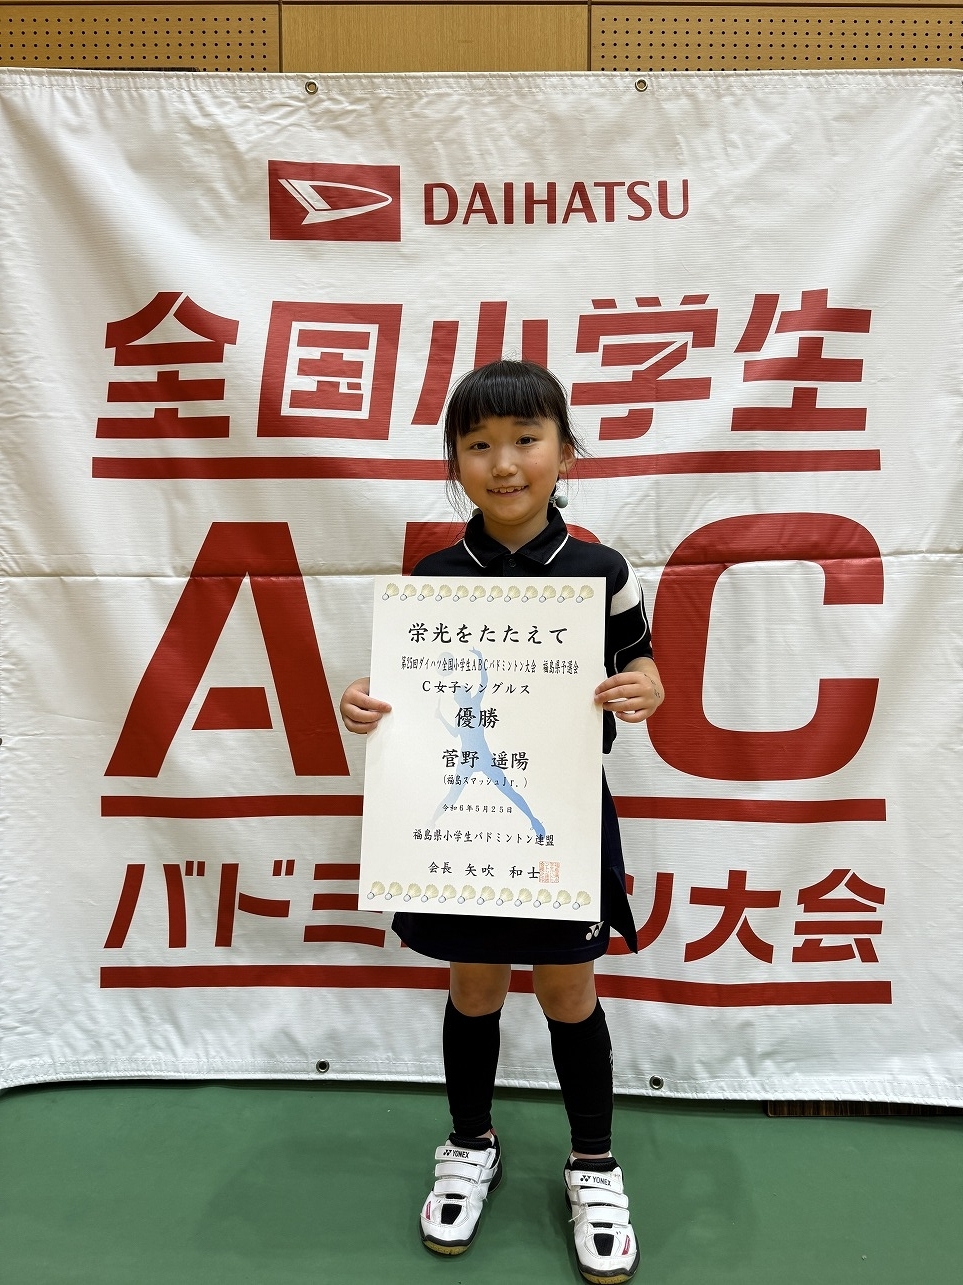 DAIHATSU
全国小学生
ABC
バドミントン大会
栄光をたたえて
第25回ダイハツ全国小学生ABCバドミントン大会 福島県予選会
C女子シングルス
優勝
菅野 遥陽
(福島スマッシュJr.)
令和6年5月25日
福島県小学生バドミントン連盟
会長 矢吹 和士
YONEX
YONEX